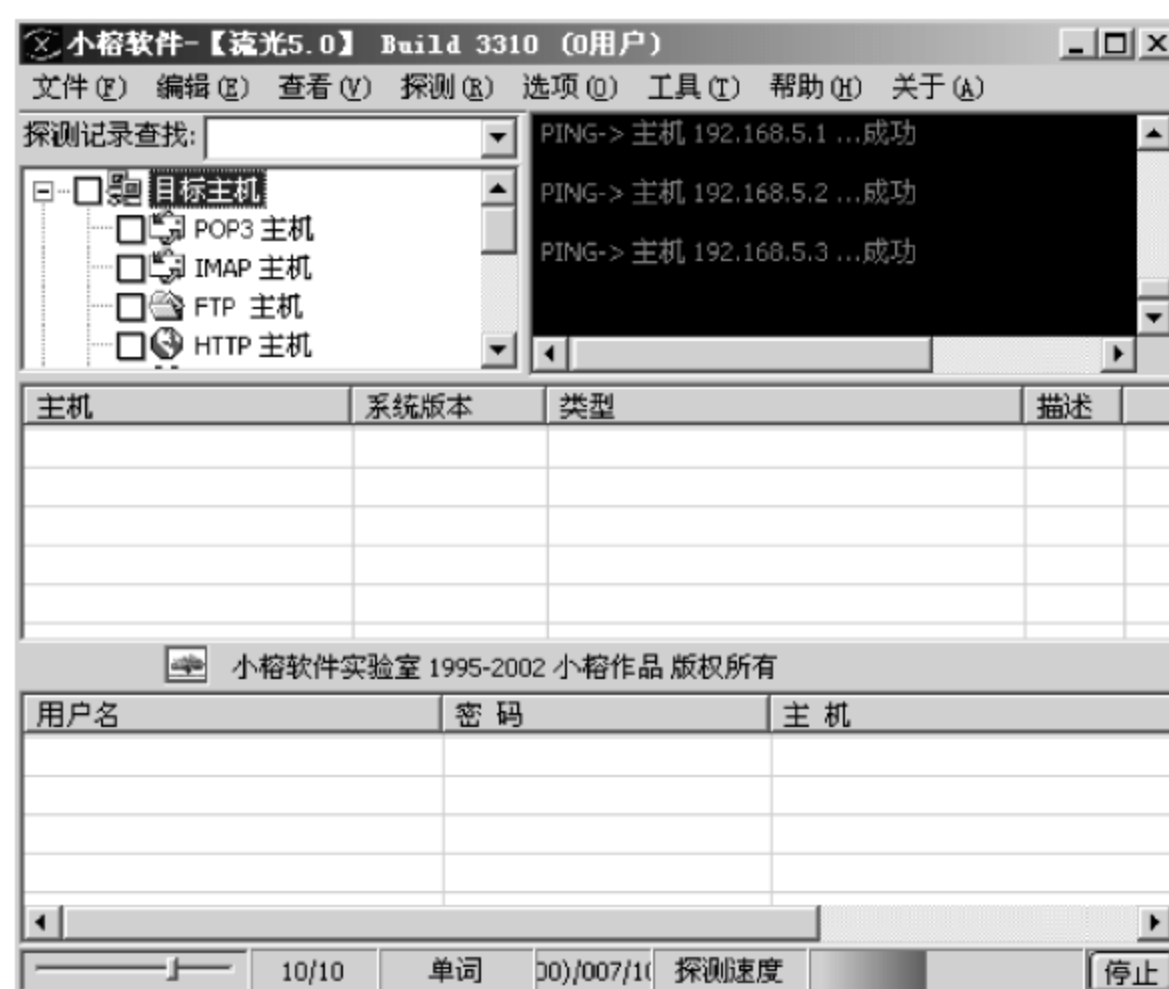 小榕软件-【流光5.0】 Build 3310 (0用户)
文件(F) 编辑(E) 查看(V) 探测(R) 选项(O) 工具(T) 帮助(H) 关于(A)
探测记录查找:
目标主机
POP3 主机
IMAP 主机
FTP 主机
HTTP 主机
PING-> 主机 192.168.5.1 ...成功
PING-> 主机 192.168.5.2 ...成功
PING-> 主机 192.168.5.3 ...成功
主机 系统版本 类型 描述
小榕软件实验室 1995-2002 小榕作品 版权所有
用户名 密 码 主 机
10/10 单词 00)/007/10 探测速度 停止